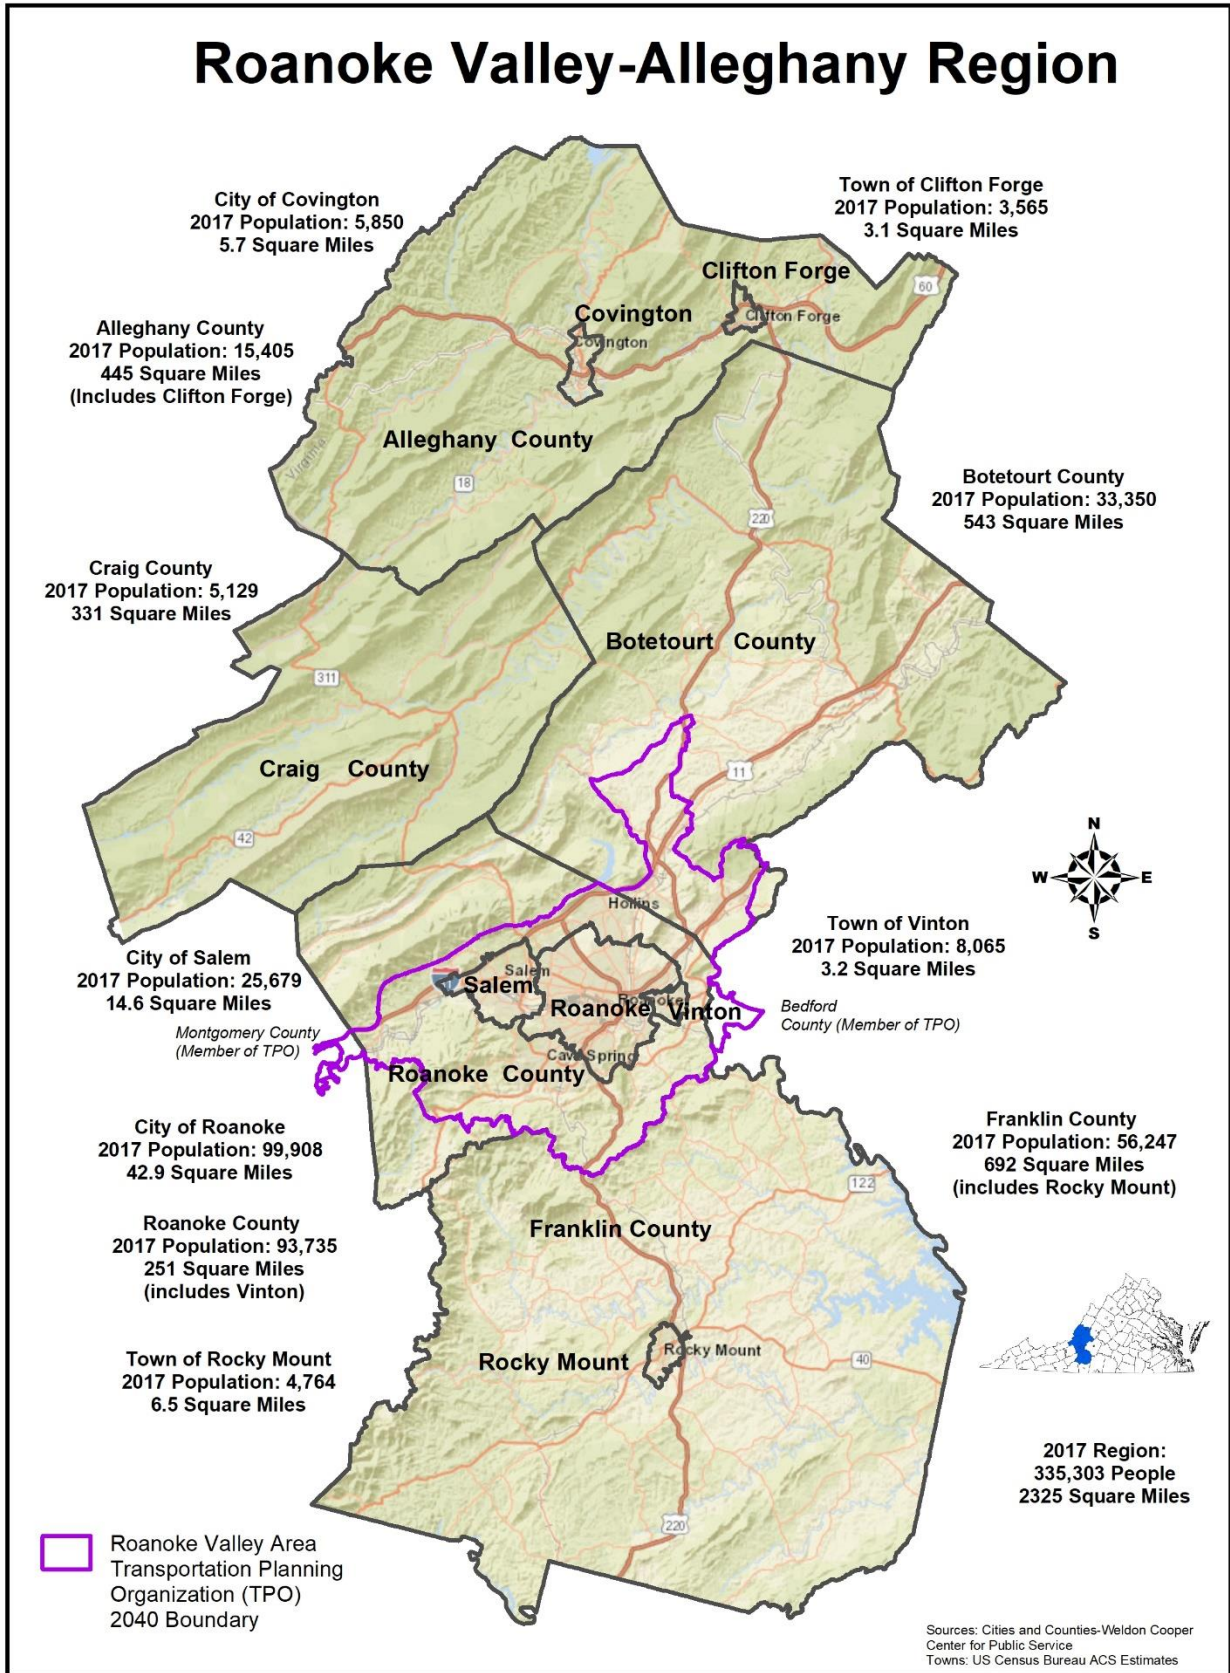 Roanoke Valley-Alleghany Region
City of Covington
2017 Population: 5,850
5.7 Square Miles
Town of Clifton Forge
2017 Population: 3,565
3.1 Square Miles
Clifton Forge
60
Covington
Clifton Forge
Covington
Alleghany County
2017 Population: 15,405
445 Square Miles
(Includes Clifton Forge)
Alleghany County
Virginia
18
Botetourt County
2017 Population: 33,350
543 Square Miles
220
Craig County
2017 Population: 5,129
331 Square Miles
Botetourt County
311
Craig County
11
42
N
W E
S
Hollins
Town of Vinton
2017 Population: 8,065
3.2 Square Miles
City of Salem
2017 Population: 25,679
14.6 Square Miles
Salem
Salem
Roanoke
Roanoke
Vinton
Montgomery County
(Member of TPO)
Bedford
County (Member of TPO)
Cave Spring
Roanoke County
City of Roanoke
2017 Population: 99,908
42.9 Square Miles
Franklin County
2017 Population: 56,247
692 Square Miles
(includes Rocky Mount)
122
Roanoke County
2017 Population: 93,735
251 Square Miles
(includes Vinton)
Franklin County
Town of Rocky Mount
2017 Population: 4,764
6.5 Square Miles
Rocky Mount
Rocky Mount
40
2017 Region:
335,303 People
2325 Square Miles
220
Roanoke Valley Area
Transportation Planning
Organization (TPO)
2040 Boundary
Sources: Cities and Counties-Weldon Cooper
Center for Public Service
Towns: US Census Bureau ACS Estimates